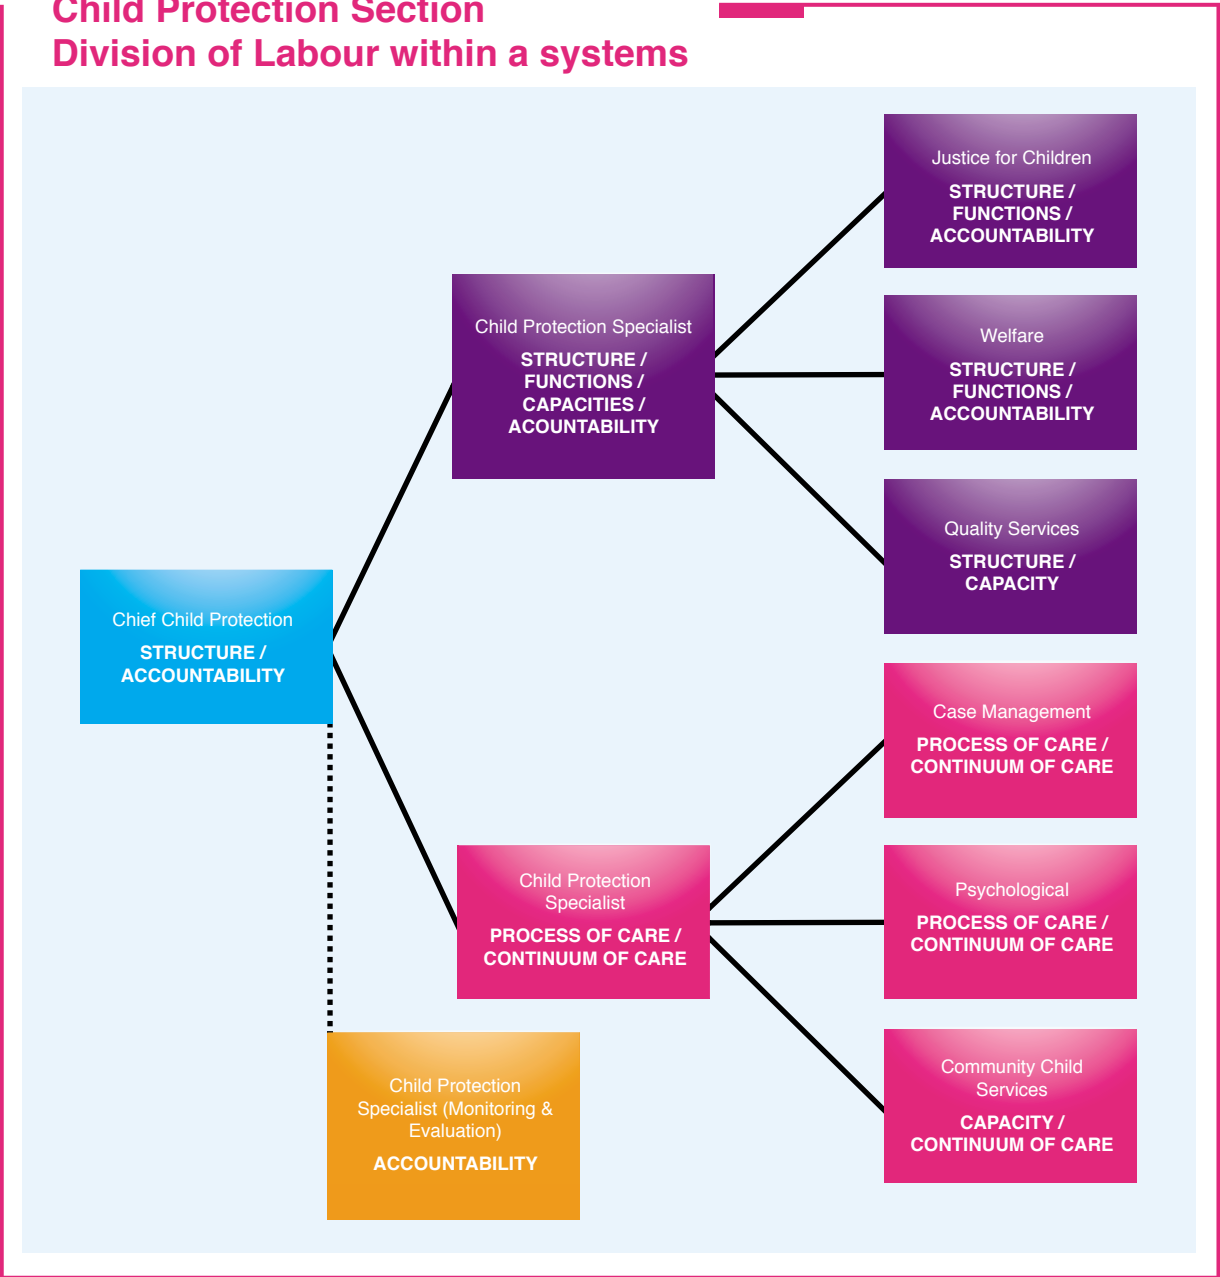 Child Protection Section
Division of Labour within a systems
Justice for Children
STRUCTURE /
FUNCTIONS /
ACCOUNTABILITY
Child Protection Specialist
STRUCTURE /
FUNCTIONS /
CAPACITIES /
ACOUNTABILITY
Welfare
STRUCTURE /
FUNCTIONS /
ACCOUNTABILITY
Quality Services
STRUCTURE /
CAPACITY
Chief Child Protection
STRUCTURE /
ACCOUNTABILITY
Case Management
PROCESS OF CARE /
CONTINUUM OF CARE
Child Protection
Specialist
PROCESS OF CARE /
CONTINUUM OF CARE
Psychological
PROCESS OF CARE /
CONTINUUM OF CARE
Community Child
Services
CAPACITY /
CONTINUUM OF CARE
Child Protection
Specialist (Monitoring &
Evaluation)
ACCOUNTABILITY